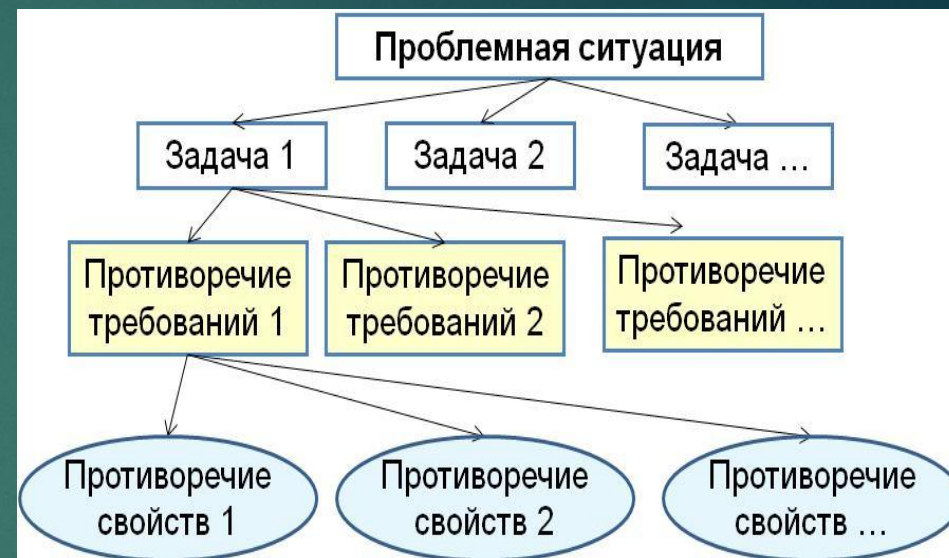 Проблемная ситуация
Задача 1
Задача 2
Задача ...
Противоречие
требований 1
Противоречие
требований 2
Противоречие
требований ...
Противоречие
свойств 1
Противоречие
свойств 2
Противоречие
свойств ...